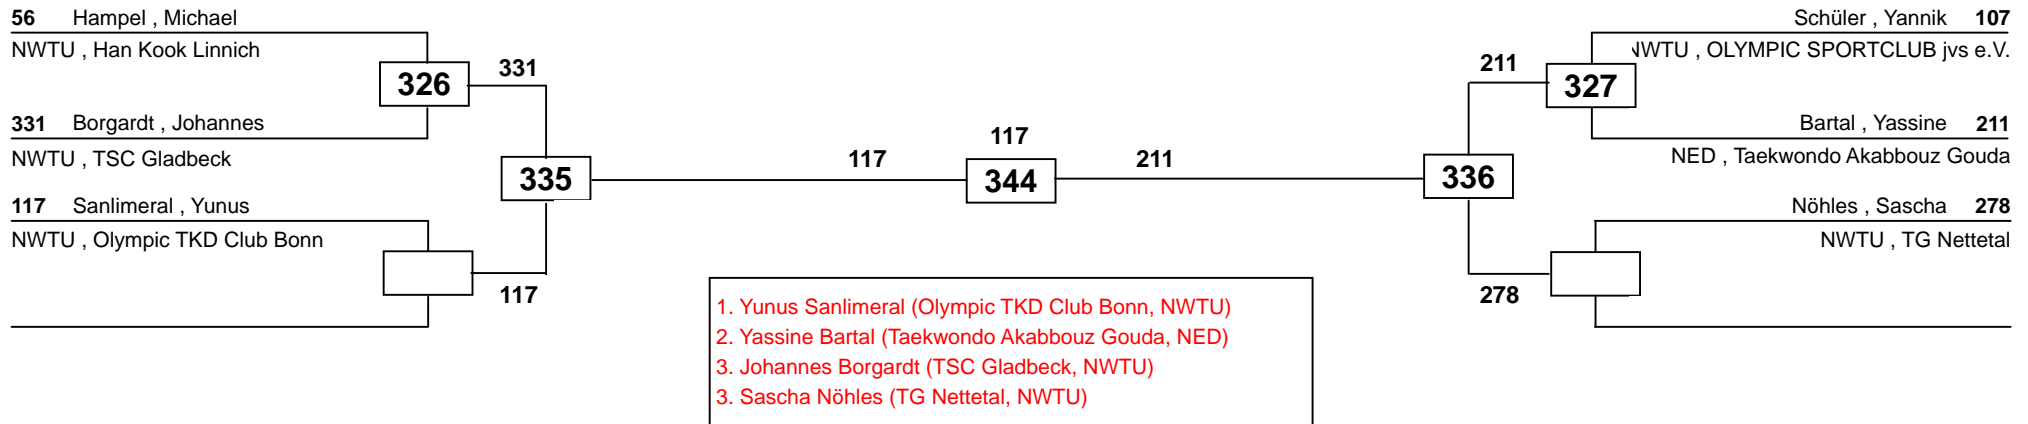 56 Hampel , Michael
NWTU , Han Kook Linnich
326
331
331 Borgardt , Johannes
NWTU , TSC Gladbeck
335
117 Sanlimeral , Yunus
NWTU , Olympic TKD Club Bonn
117
117
117
344
211
Schüler , Yannik 107
NWTU , OLYMPIC SPORTCLUB jvs e.V.
211
327
Bartal , Yassine 211
NED , Taekwondo Akabbouz Gouda
336
Nöhles , Sascha 278
NWTU , TG Nettetal
278
1. Yunus Sanlimeral (Olympic TKD Club Bonn, NWTU)
2. Yassine Bartal (Taekwondo Akabbouz Gouda, NED)
3. Johannes Borgardt (TSC Gladbeck, NWTU)
3. Sascha Nöhles (TG Nettetal, NWTU)